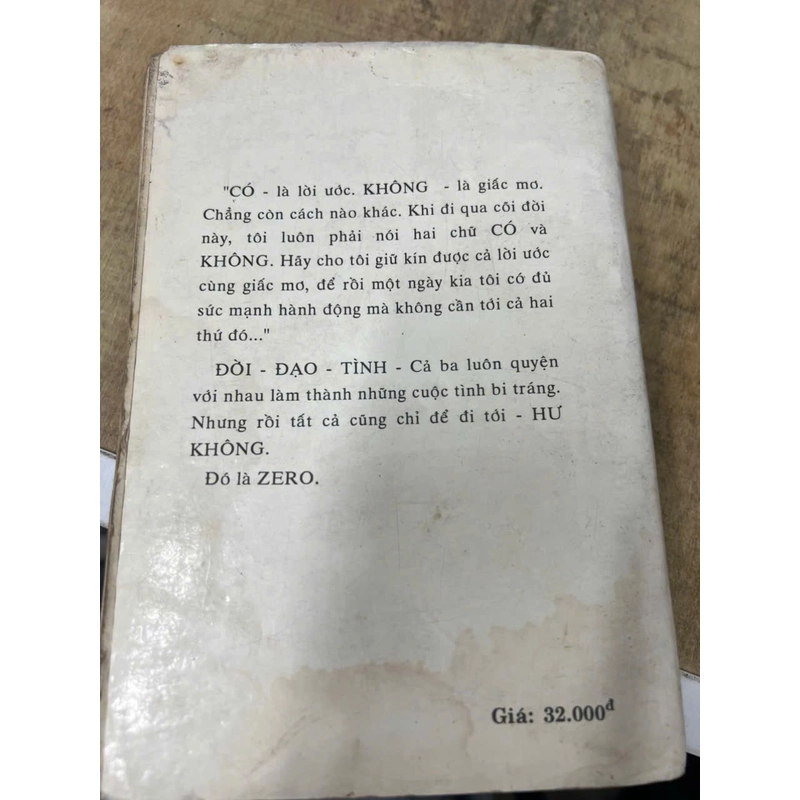 "CÓ - là lời ước. KHÔNG - là giấc mơ.
Chẳng còn cách nào khác. Khi đi qua cõi đời
này, tôi luôn phải nói hai chữ CÓ và
KHÔNG. Hãy cho tôi giữ kín được cả lời ước
cùng giấc mơ, để rồi một ngày kia tôi có đủ
sức mạnh hành động mà không cần tới cả hai
thứ đó..."
ĐỜI - ĐẠO - TÌNH - Cả ba luôn quyện
với nhau làm thành những cuộc tình bi tráng.
Nhưng rồi tất cả cũng chỉ để đi tới - HƯ
KHÔNG.
Đó là ZERO.
Giá: 32.000đ